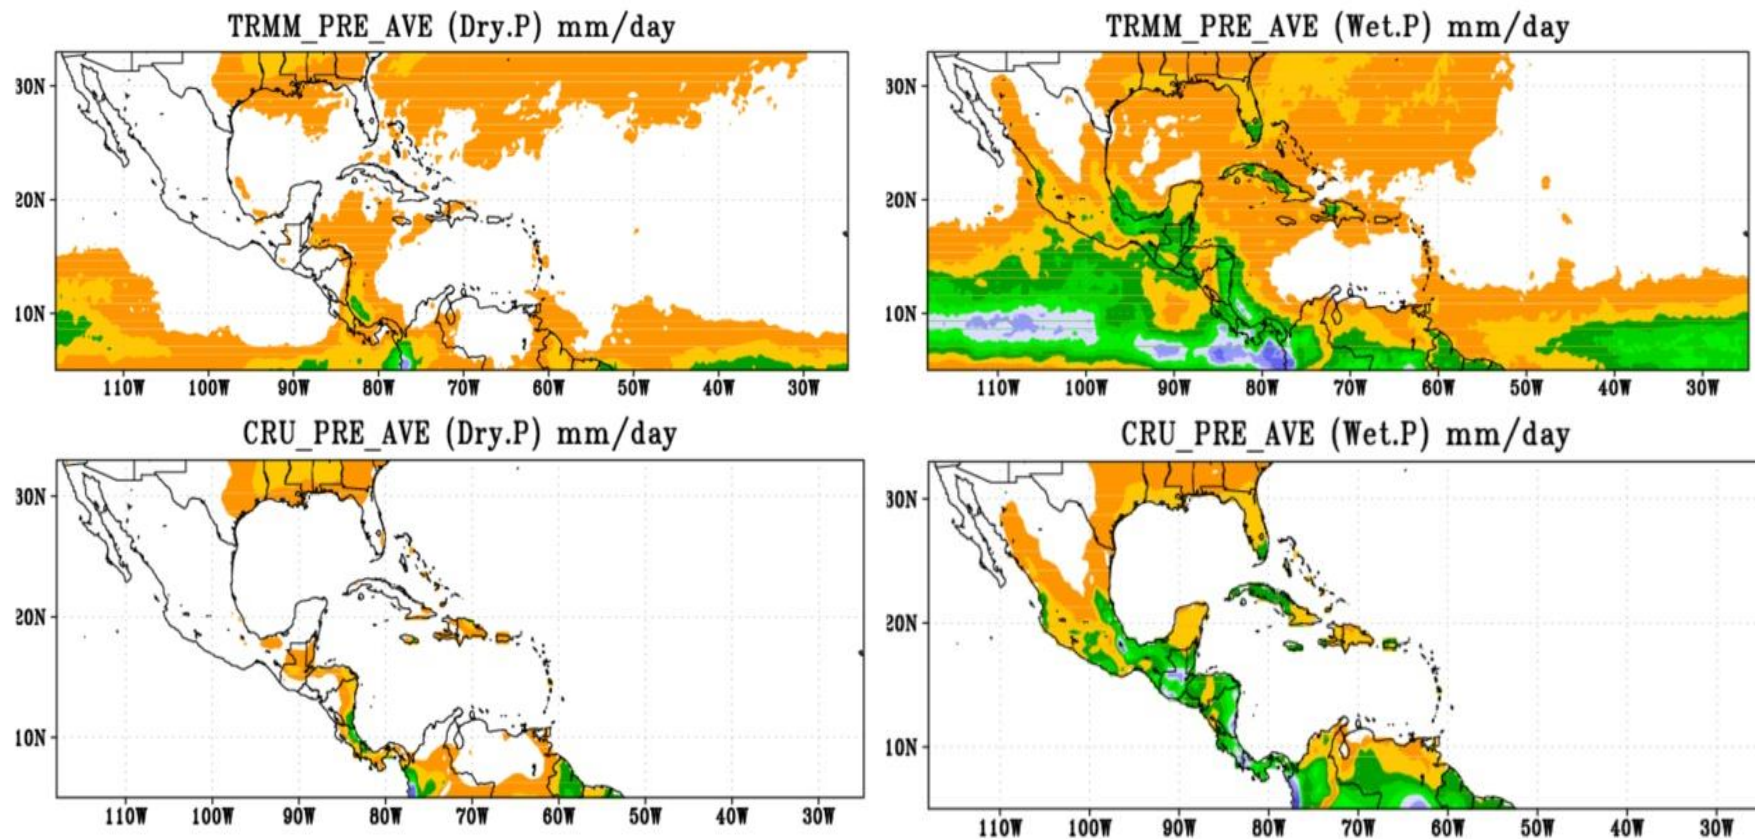 TRMM_PRE_AVE (Dry.P) mm/day
30N
20N
10N
110W 100W 90W 80W 70W 60W 50W 40W 30W
TRMM_PRE_AVE (Wet.P) mm/day
30N
20N
10N
110W 100W 90W 80W 70W 60W 50W 40W 30W
CRU_PRE_AVE (Dry.P) mm/day
30N
20N
10N
110W 100W 90W 80W 70W 60W 50W 40W 30W
CRU_PRE_AVE (Wet.P) mm/day
30N
20N
10N
110W 100W 90W 80W 70W 60W 50W 40W 30W